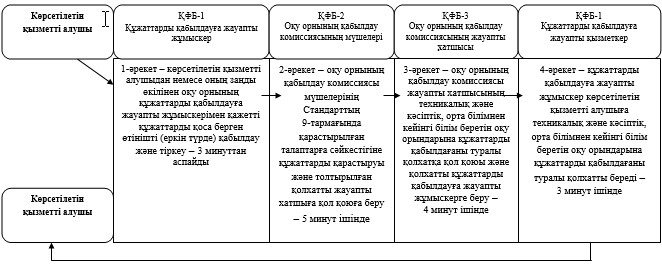 Көрсетілетін
қызметті алушы
ҚФБ-1
Құжаттарды қабылдауға жауапты
жұмыскер
ҚФБ-2
Оқу орнының қабылдау
комиссиясының мүшелері
ҚФБ-3
Оқу орнының қабылдау
комиссиясының жауапты
хатшысы
ҚФБ-1
Құжаттарды қабылдауға
жауапты қызметкер
1-әрекет – көрсетілетін қызметті
алушыдан немесе оның заңды
өкілінен оқу орнының
құжаттарды қабылдауға
жауапты жұмыскерімен қажетті
құжаттарды қоса берген
өтінішті (еркін түрде) қабылдау
және тіркеу – 3 минуттан
аспайды
2-әрекет – оқу орнының
қабылдау комиссиясы
мүшелерінің
Стандарттың
9-тармағында
қарастырылған
талаптарға сәйкестігіне
құжаттарды қарастыруы
және толтырылған
қолхатты жауапты
хатшыға қол қоюға беру
– 5 минут ішінде
3-әрекет – оқу орнының
қабылдау комиссиясы
жауапты хатшысының
техникалық және
кәсіптік, орта білімнен
кейінгі білім беретін оқу
орындарына құжаттарды
қабылдағаны туралы
қолхатқа қол қоюы және
қолхатты құжаттарды
қабылдауға жауапты
жұмыскерге беру –
4 минут ішінде
4-әрекет – құжаттарды
қабылдауға жауапты
жұмыскер көрсетілетін
қызметті алушыға
техникалық және кәсіптік,
орта білімнен кейінгі білім
беретін оқу орындарына
құжаттарды қабылдағаны
туралы қолхатты береді –
3 минут ішінде
Көрсетілетін
қызметті алушы